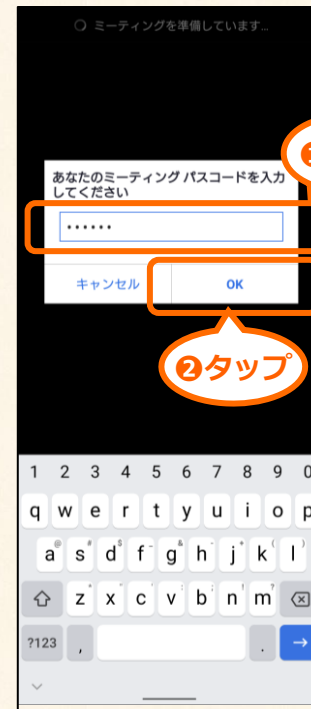 ミーティングを準備しています...
あなたのミーティング パスコードを入力
してください
••••••
キャンセル
OK
❷タップ
1 2 3 4 5 6 7 8 9 0
q w e r t y u i o p
a s d f g h j k l
z x c v b n m
?123 , .